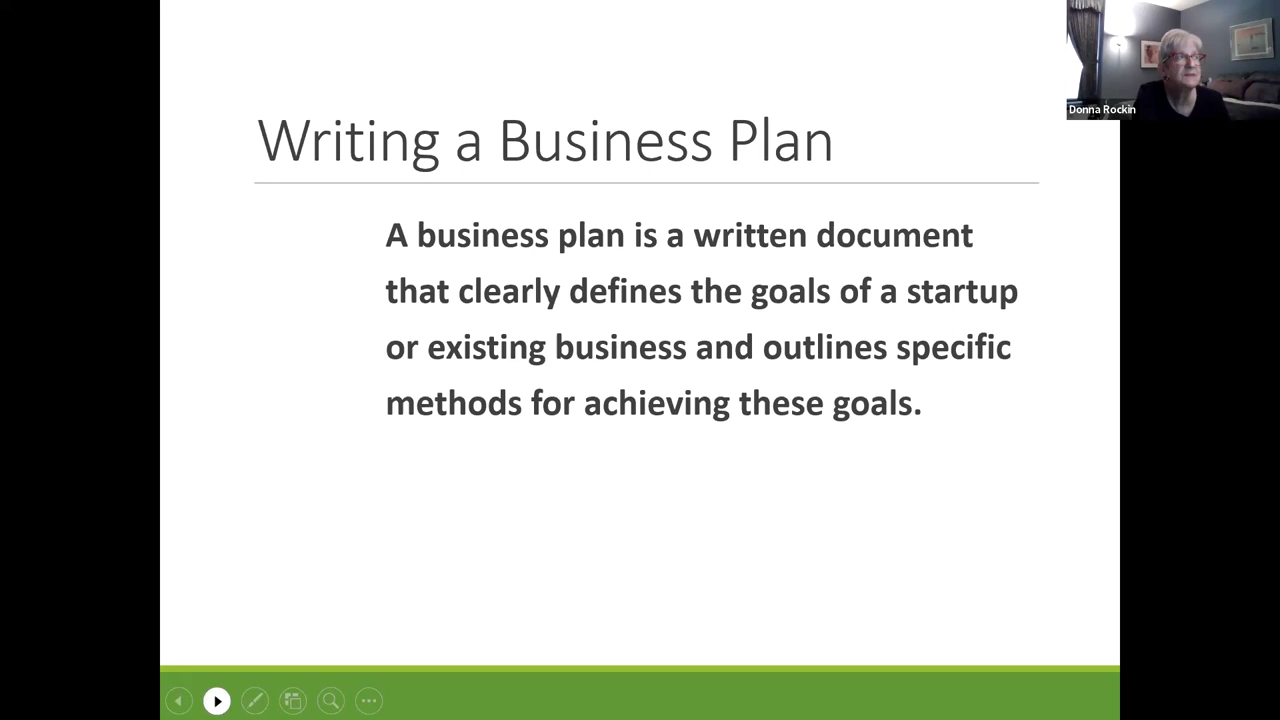 Writing a Business Plan
A business plan is a written document
that clearly defines the goals of a startup
or existing business and outlines specific
methods for achieving these goals.
Donna Rockin